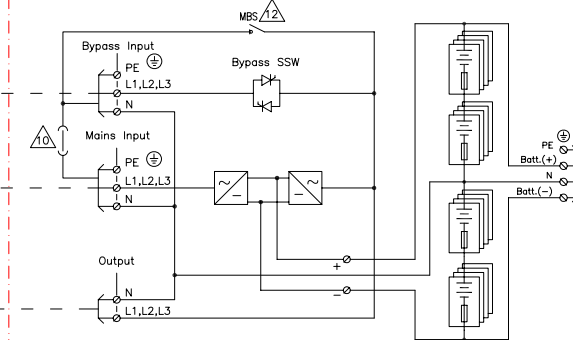 MBS 12
Bypass Input
Bypass SSW
PE
L1,L2,L3
N
10
Mains Input
PE
L1,L2,L3
N
PE
Batt.(+)
N
Batt.(-)
Output
N
L1,L2,L3
+
-